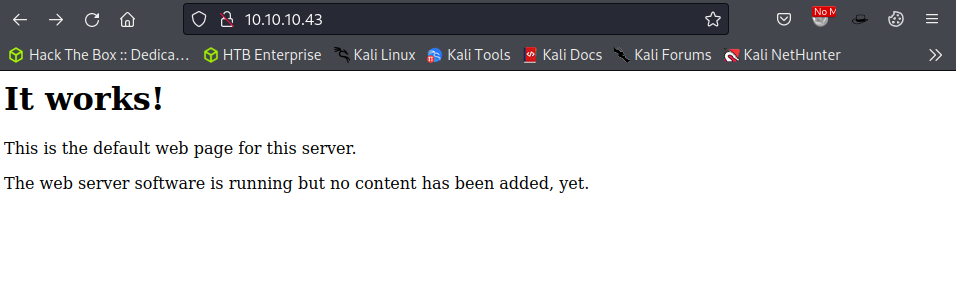 10.10.10.43
No M
Hack The Box :: Dedica... HTB Enterprise Kali Linux Kali Tools Kali Docs Kali Forums Kali NetHunter
It works!
This is the default web page for this server.
The web server software is running but no content has been added, yet.